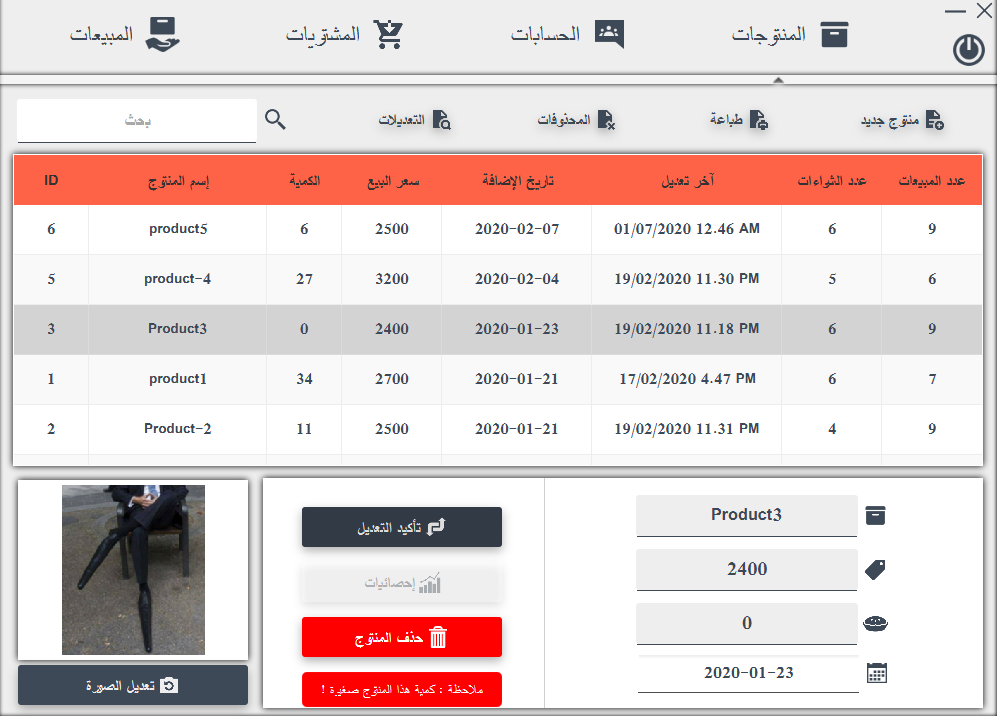 المنتوجات الحسابات المشتريات المبيعات
منتوج جديد طباعة المحذوفات التعديلات بحث
عدد المبيعات عدد الشراءات آخر تعديل تاريخ الإضافة سعر البيع الكمية إسم المنتوج ID
6 product5 6 2500 2020-02-07 01/07/2020 12.46 AM 6 9
5 product-4 27 3200 2020-02-04 19/02/2020 11.30 PM 5 6
3 Product3 0 2400 2020-01-23 19/02/2020 11.18 PM 6 9
1 product1 34 2700 2020-01-21 17/02/2020 4.47 PM 6 7
2 Product-2 11 2500 2020-01-21 19/02/2020 11.31 PM 4 9
Product3
2400
0
2020-01-23
تأكيد التعديل
إحصائيات
حذف المنتوج
ملاحظة : كمية هذا المنتوج صغيرة !
تعديل الصورة